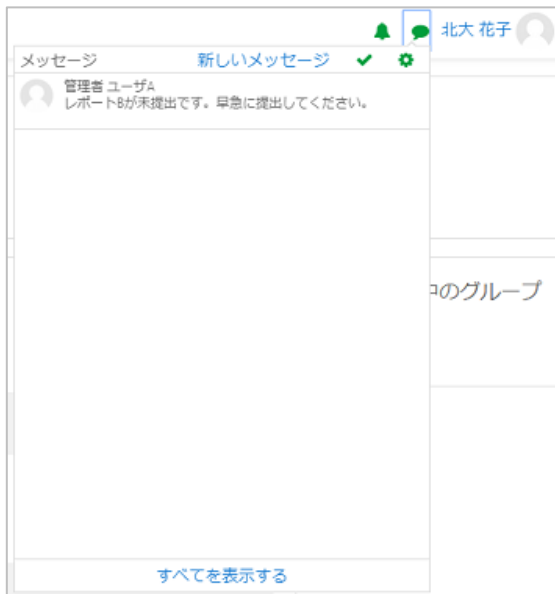 北大 花子
メッセージ 新しいメッセージ
管理者 ユーザA
レポートBが未提出です。早急に提出してください。
のグループ
すべてを表示する